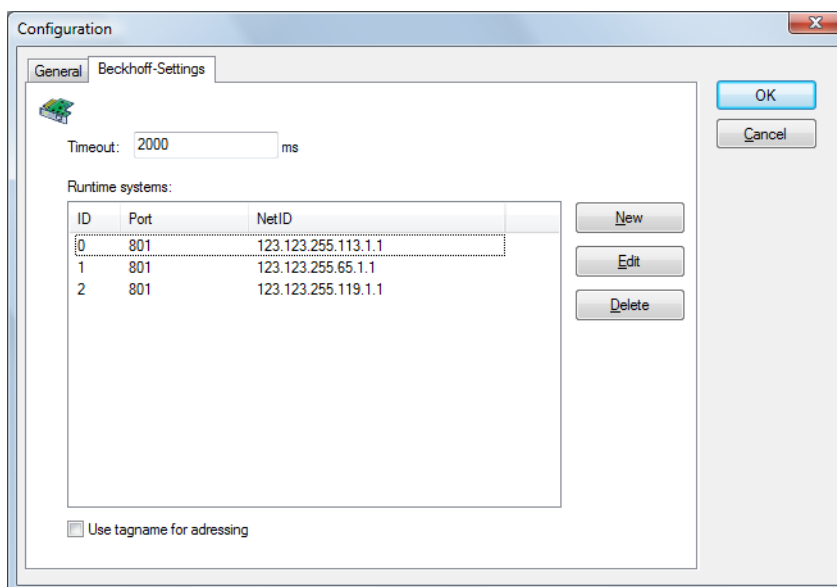 Configuration
General Beckhoff-Settings
OK
Cancel
Timeout: 2000 ms
Runtime systems:
ID Port NetID
0 801 123.123.255.113.1.1
1 801 123.123.255.65.1.1
2 801 123.123.255.119.1.1
New
Edit
Delete
Use tagname for adressing